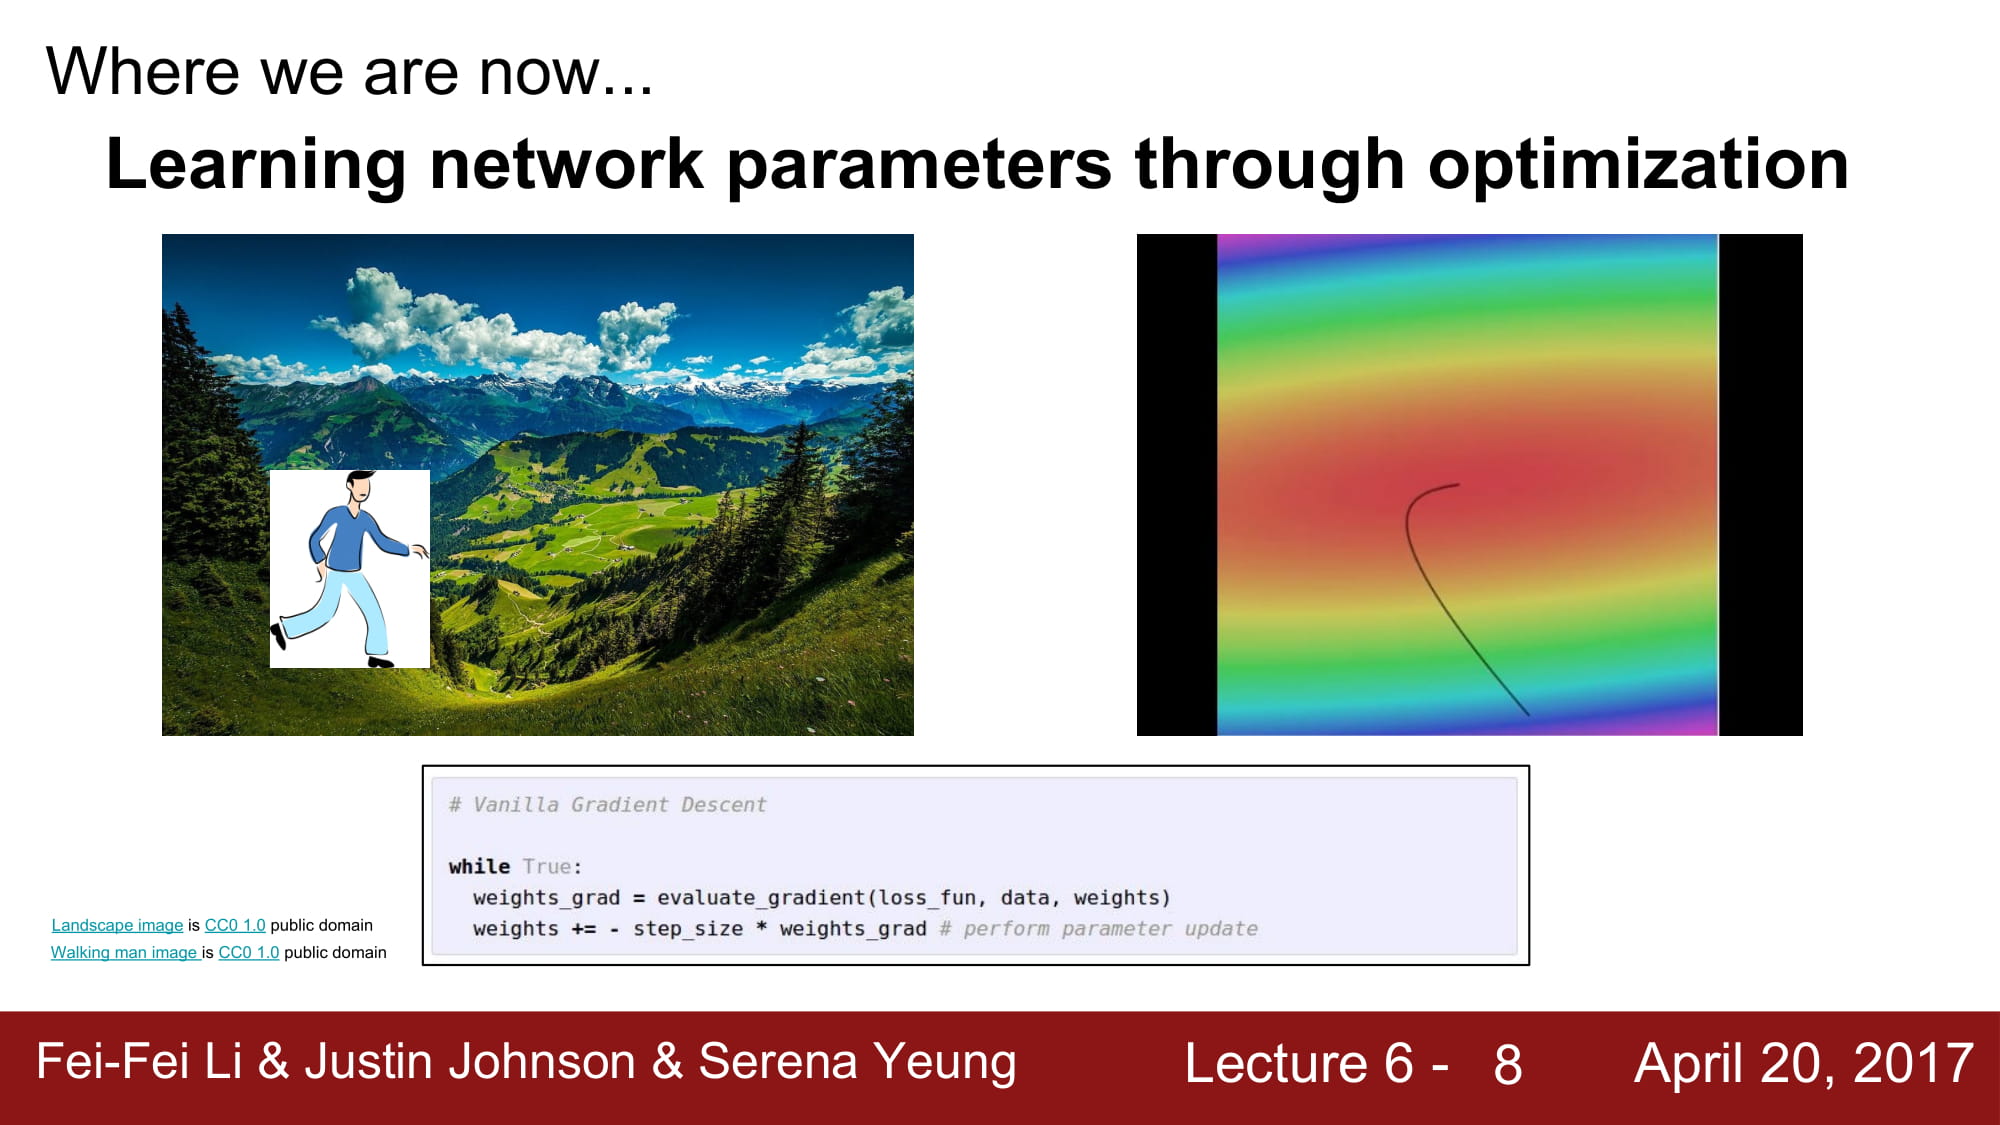 Where we are now...
Learning network parameters through optimization
# Vanilla Gradient Descent
while True:
weights_grad = evaluate_gradient(loss_fun, data, weights)
weights += - step_size * weights_grad # perform parameter update
Landscape image is CC0 1.0 public domain
Walking man image is CC0 1.0 public domain
Fei-Fei Li & Justin Johnson & Serena Yeung Lecture 6 - 8 April 20, 2017